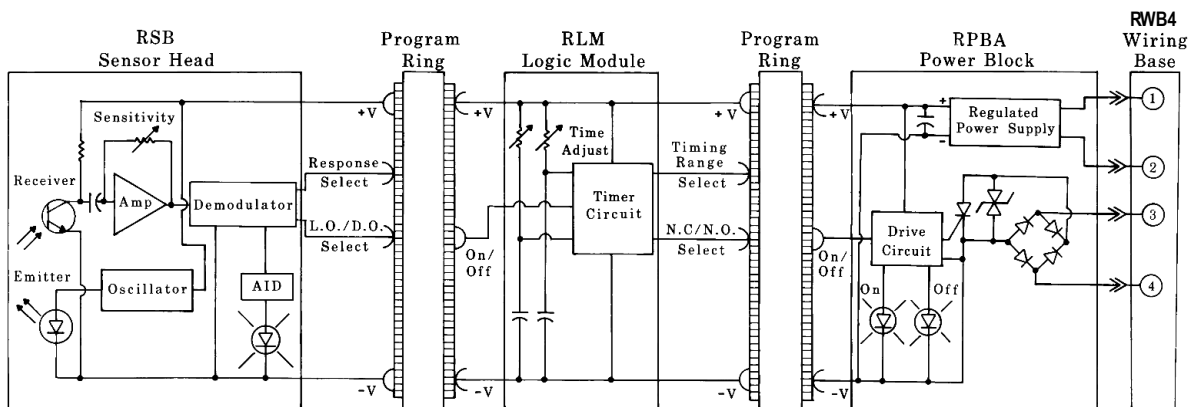 RSB
Sensor Head
Program
Ring
RLM
Logic Module
Program
Ring
RPBA
Power Block
RWB4
Wiring
Base
+V
+V
+V
+V
Sensitivity
Receiver
Amp
Demodulator
Response
Select
L.O./D.O.
Select
Emitter
Oscillator
AID
-V
On/
Off
-V
Time
Adjust
Timer
Circuit
Timing
Range
Select
N.C/N.O.
Select
-V
On/
Off
-V
+
-
Regulated
Power Supply
Drive
Circuit
On
Off
1
2
3
4